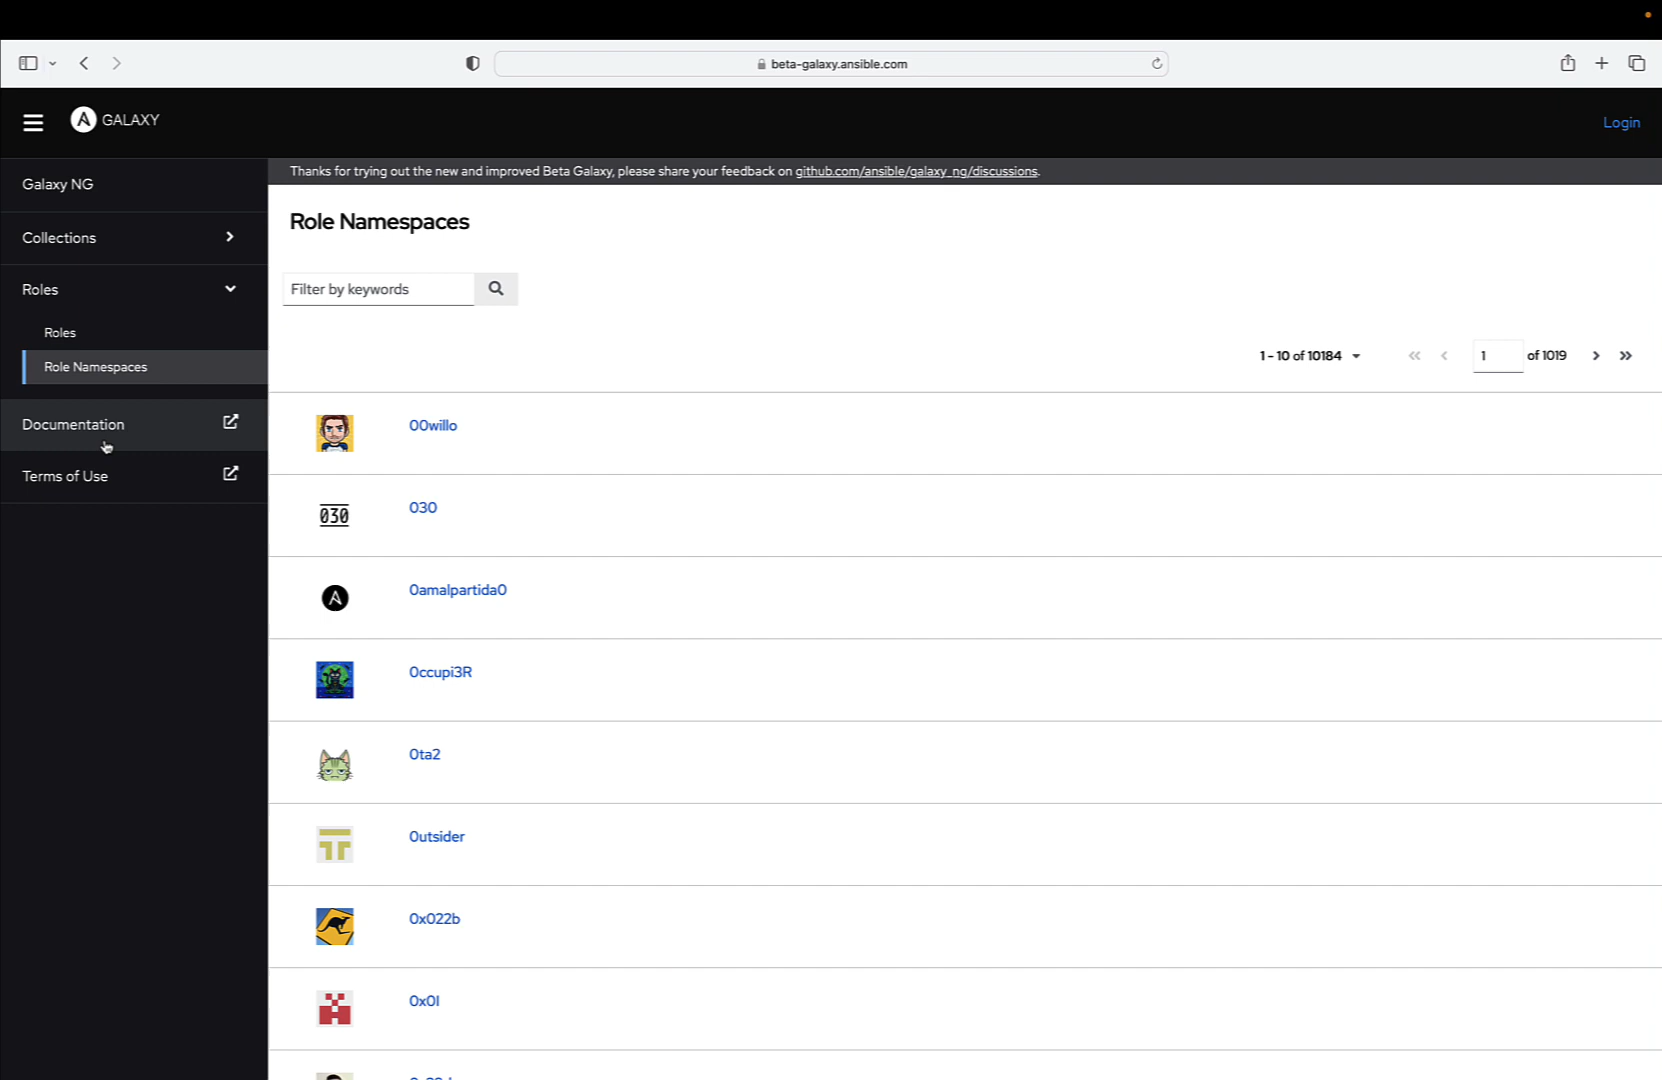 beta-galaxy.ansible.com
GALAXY
Login
Galaxy NG
Collections
Roles
Roles
Role Namespaces
Documentation
Terms of Use
Thanks for trying out the new and improved Beta Galaxy, please share your feedback on github.com/ansible/galaxy_ng/discussions.
Role Namespaces
Filter by keywords
1 - 10 of 10184
1 of 1019
00willo
030
0amalpartida0
0ccupi3R
0ta2
0utsider
0x022b
0x0I